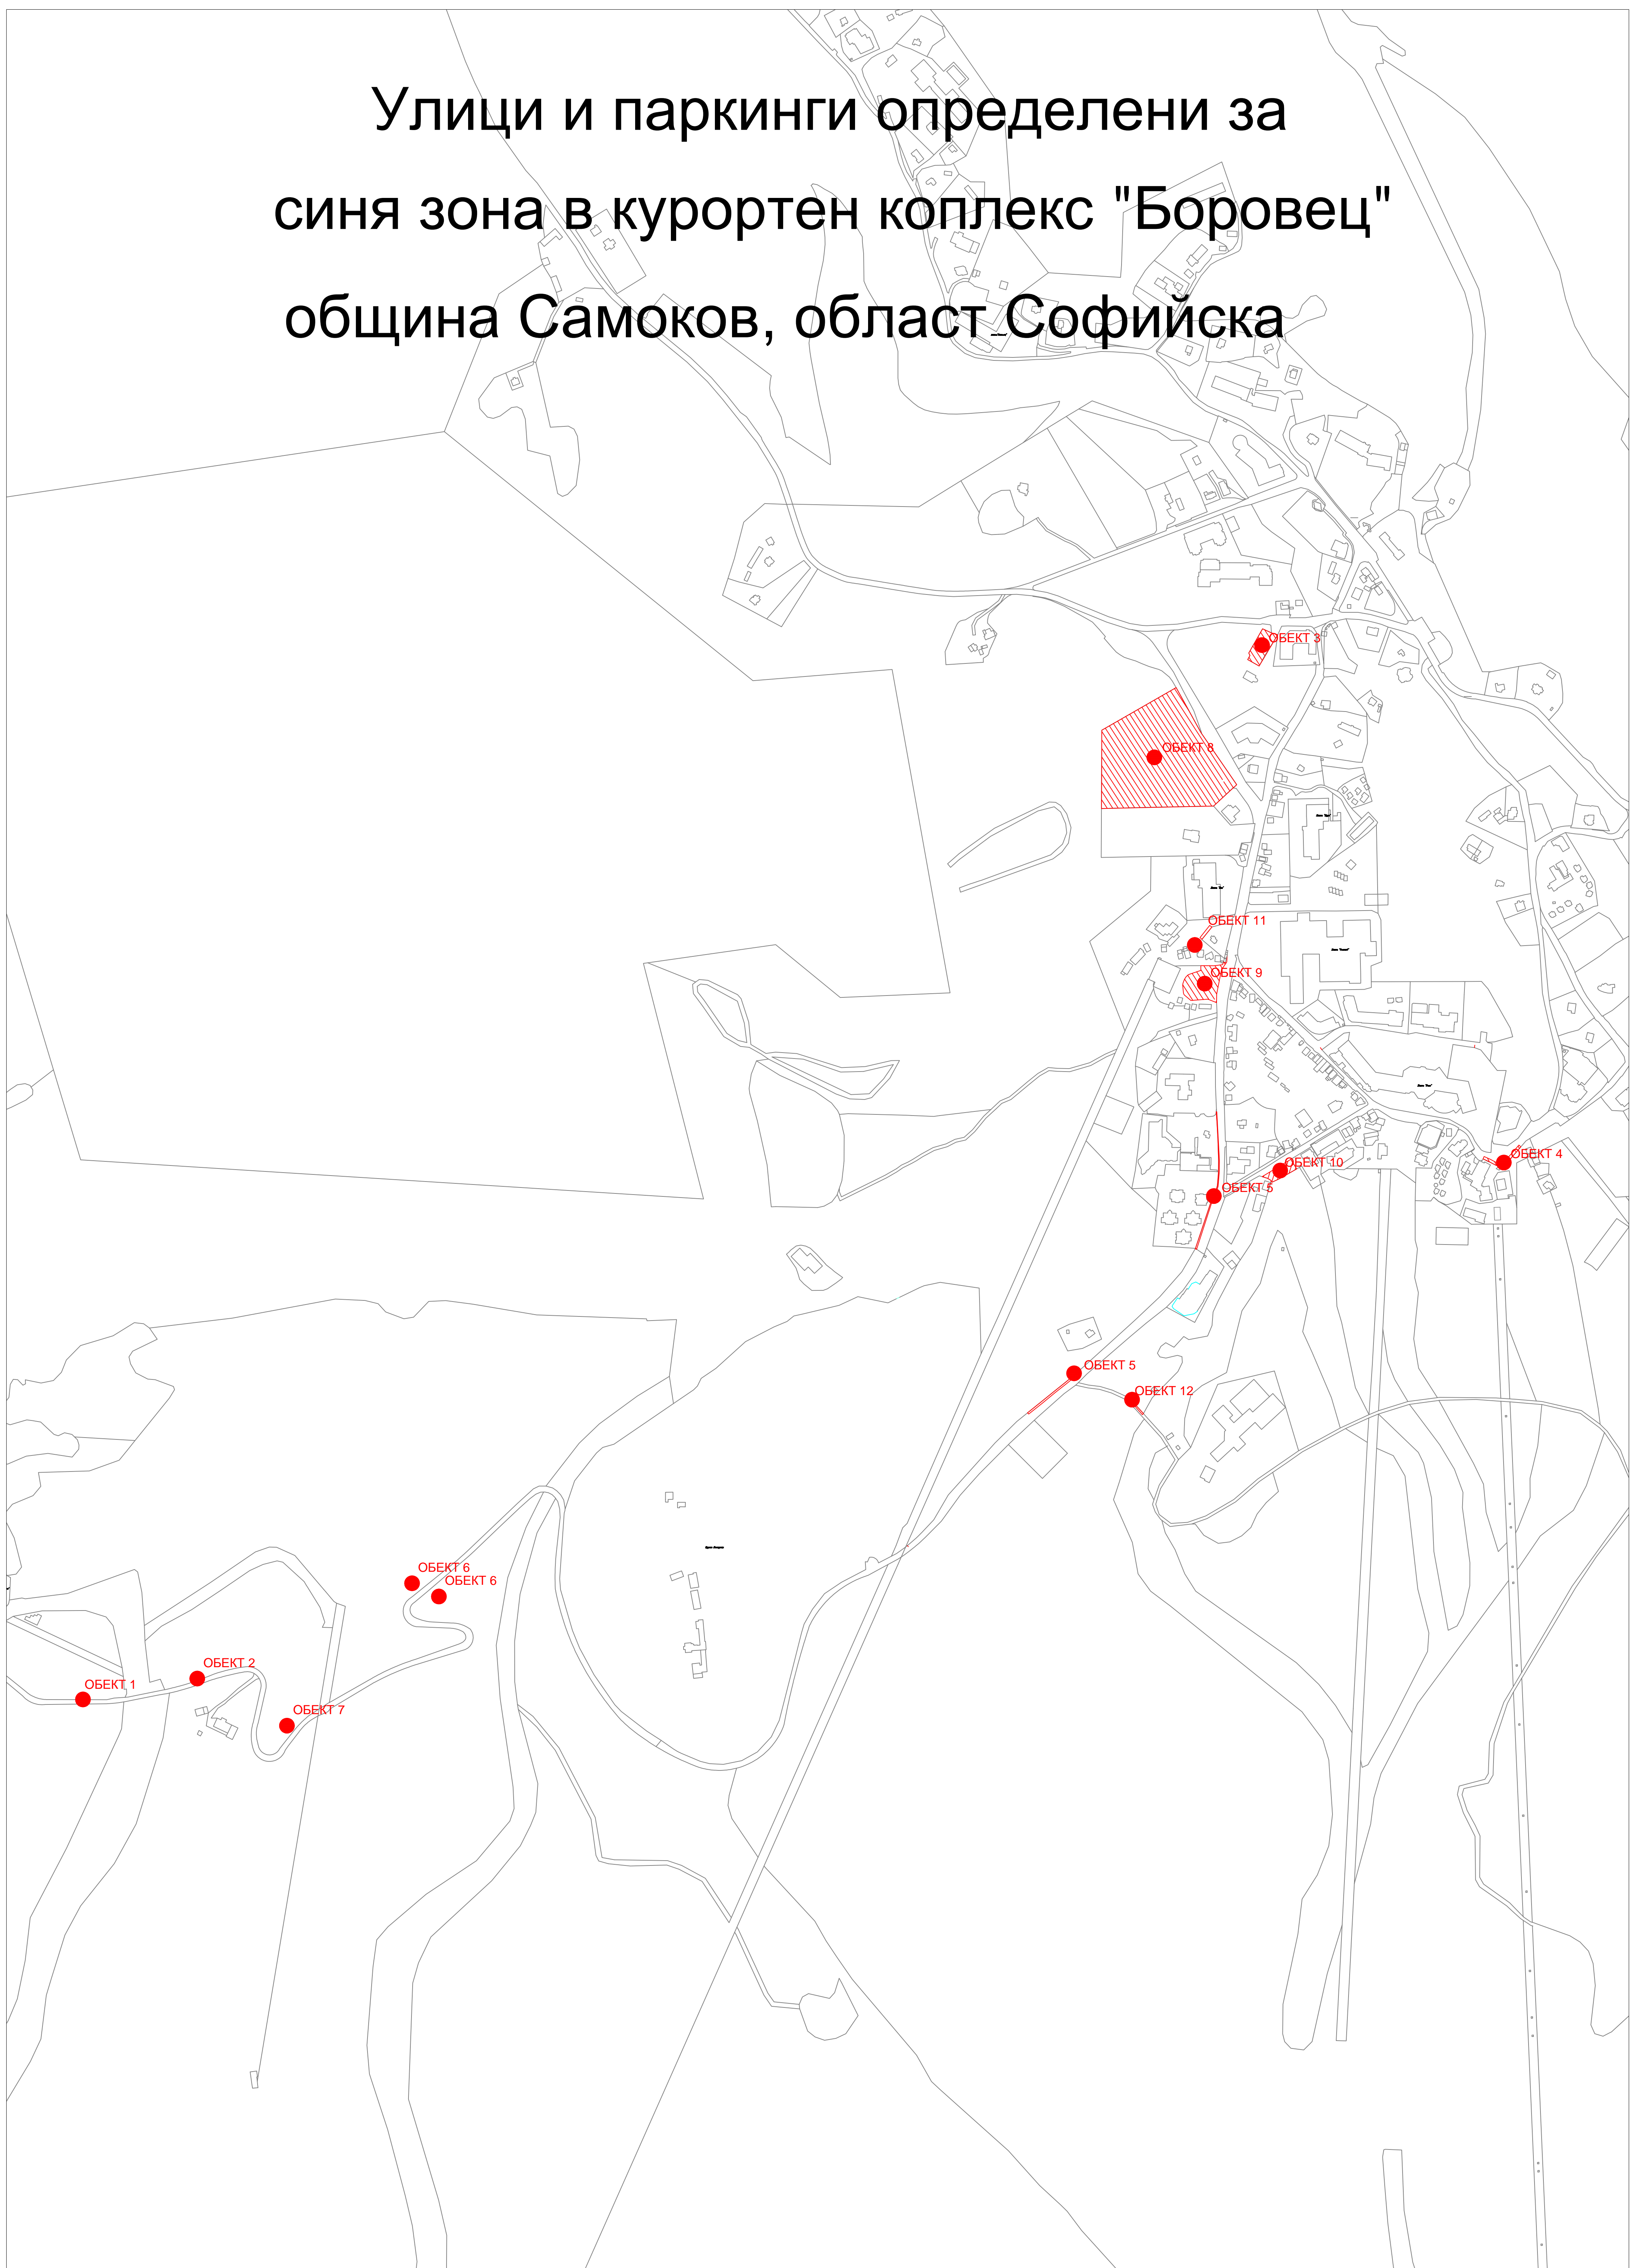 Улици и паркинги определени за
синя зона в курортен коплекс "Боровец"
община Самоков, област Софийска
ОБЕКТ 3
ОБЕКТ 8
ОБЕКТ 11
ОБЕКТ 9
ОБЕКТ 4
ОБЕКТ 10
ОБЕКТ 5
ОБЕКТ 5
ОБЕКТ 12
ОБЕКТ 6
ОБЕКТ 6
ОБЕКТ 2
ОБЕКТ 1
ОБЕКТ 7